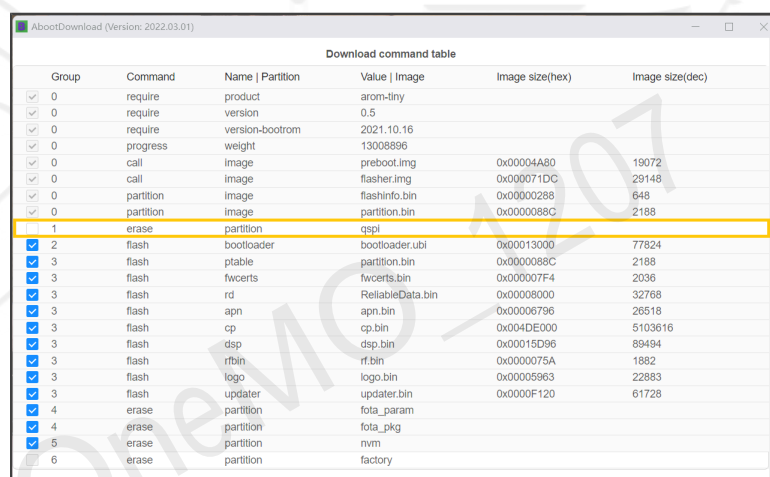 AbootDownload (Version: 2022.03.01)
Download command table
Group Command Name | Partition Value | Image Image size(hex) Image size(dec)
0 require product arom-tiny
0 require version 0.5
0 require version-bootrom 2021.10.16
0 progress weight 13008896
0 call image preboot.img 0x00004A80 19072
0 call image flasher.img 0x000071DC 29148
0 partition image flashinfo.bin 0x00000288 648
0 partition image partition.bin 0x0000088C 2188
1 erase partition qspi
2 flash bootloader bootloader.ubi 0x00013000 77824
3 flash ptable partition.bin 0x0000088C 2188
3 flash fwcerts fwcerts.bin 0x000007F4 2036
3 flash rd ReliableData.bin 0x00008000 32768
3 flash apn apn.bin 0x00006796 26518
3 flash cp cp.bin 0x004DE000 5103616
3 flash dsp dsp.bin 0x00015D96 89494
3 flash rfbin rf.bin 0x0000075A 1882
3 flash logo logo.bin 0x00005963 22883
3 flash updater updater.bin 0x0000F120 61728
4 erase partition fota_param
4 erase partition fota_pkg
5 erase partition nvm
6 erase partition factory
OneMO_1207